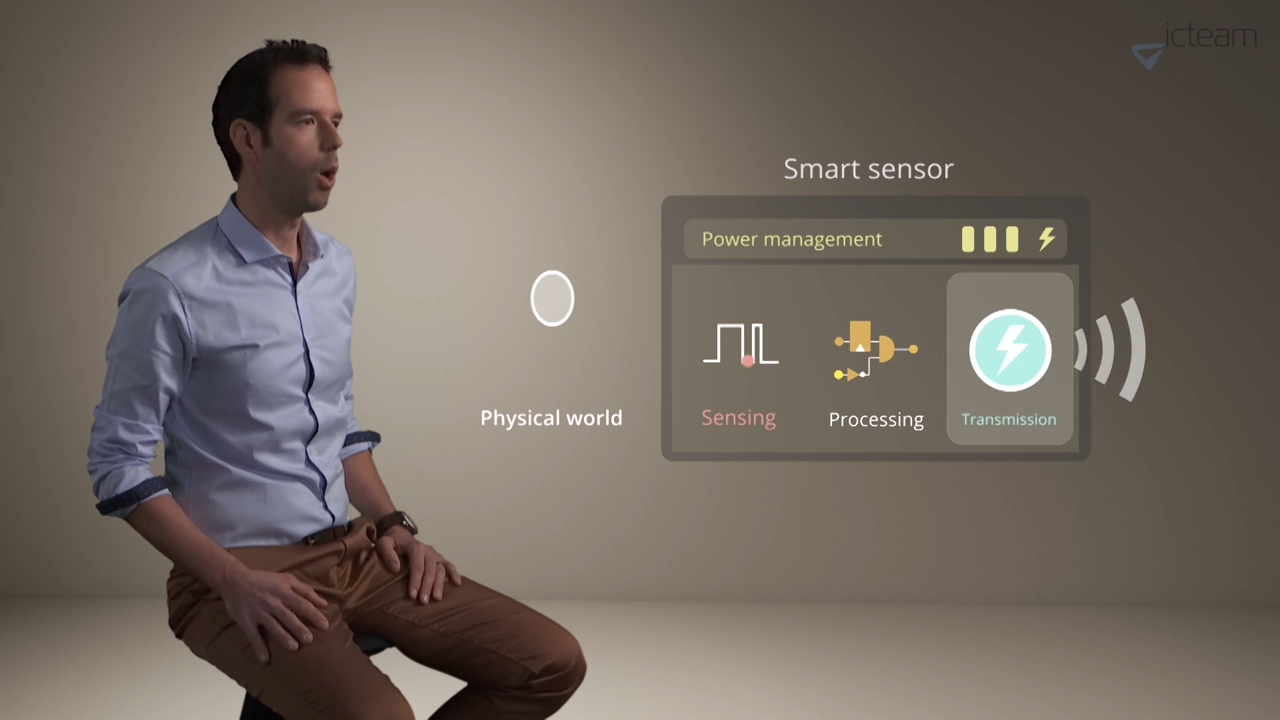 icteam
Smart sensor
Power management
Physical world
Sensing
Processing
Transmission